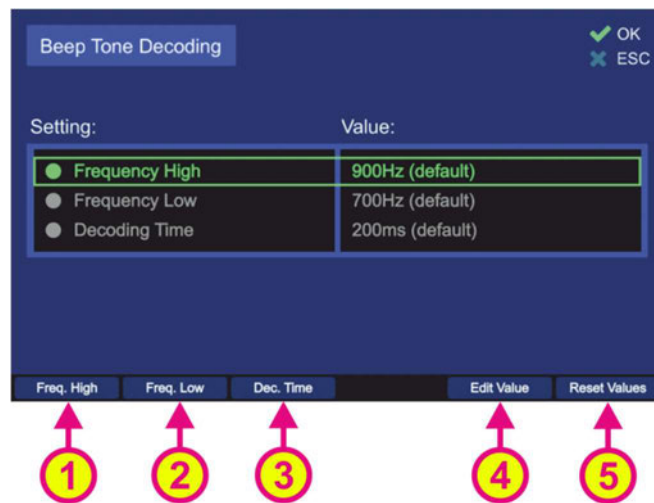 Beep Tone Decoding
OK
ESC
Setting: Value:
Frequency High 900Hz (default)
Frequency Low 700Hz (default)
Decoding Time 200ms (default)
Freq. High Freq. Low Dec. Time Edit Value Reset Values
1 2 3 4 5